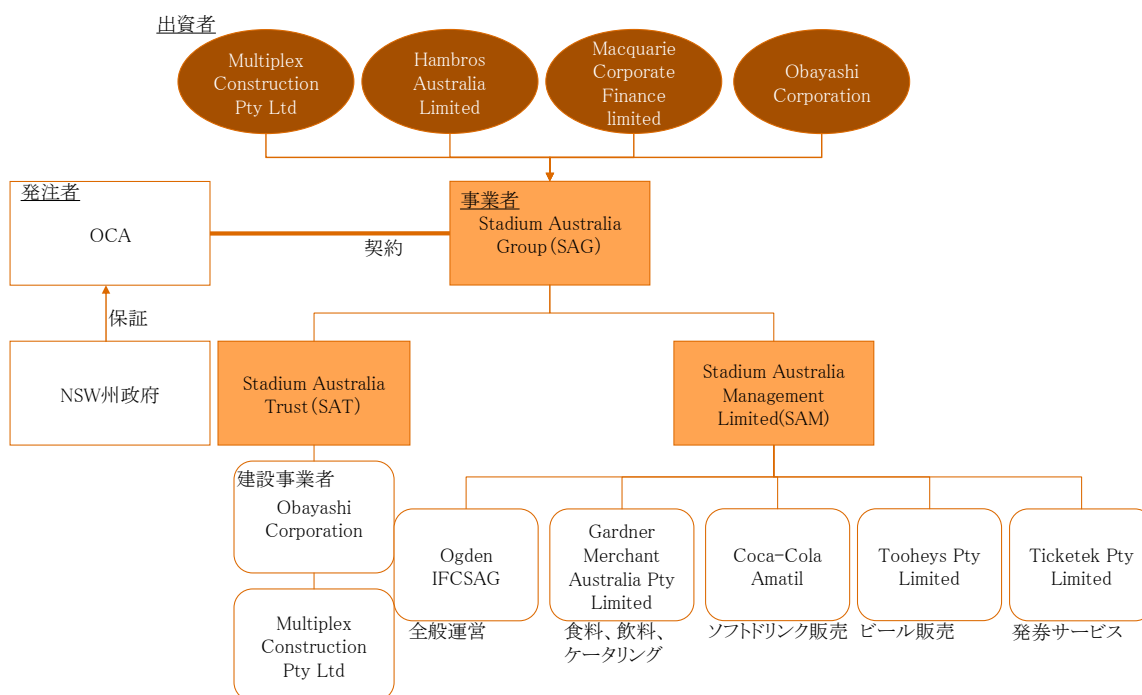 出資者
Multiplex
Construction
Pty Ltd
Hambros
Australia
Limited
Macquarie
Corporate
Finance
limited
Obayashi
Corporation
発注者
OCA
契約
事業者
Stadium Australia
Group(SAG)
保証
NSW州政府
Stadium Australia
Trust(SAT)
Stadium Australia
Management
Limited(SAM)
建設事業者
Obayashi
Corporation
Multiplex
Construction
Pty Ltd
Ogden
IFCSAG
全般運営
Gardner
Merchant
Australia Pty
Limited
食料、飲料、
ケータリング
Coca-Cola
Amatil
ソフトドリンク販売
Tooheys Pty
Limited
ビール販売
Ticketek Pty
Limited
発券サービス